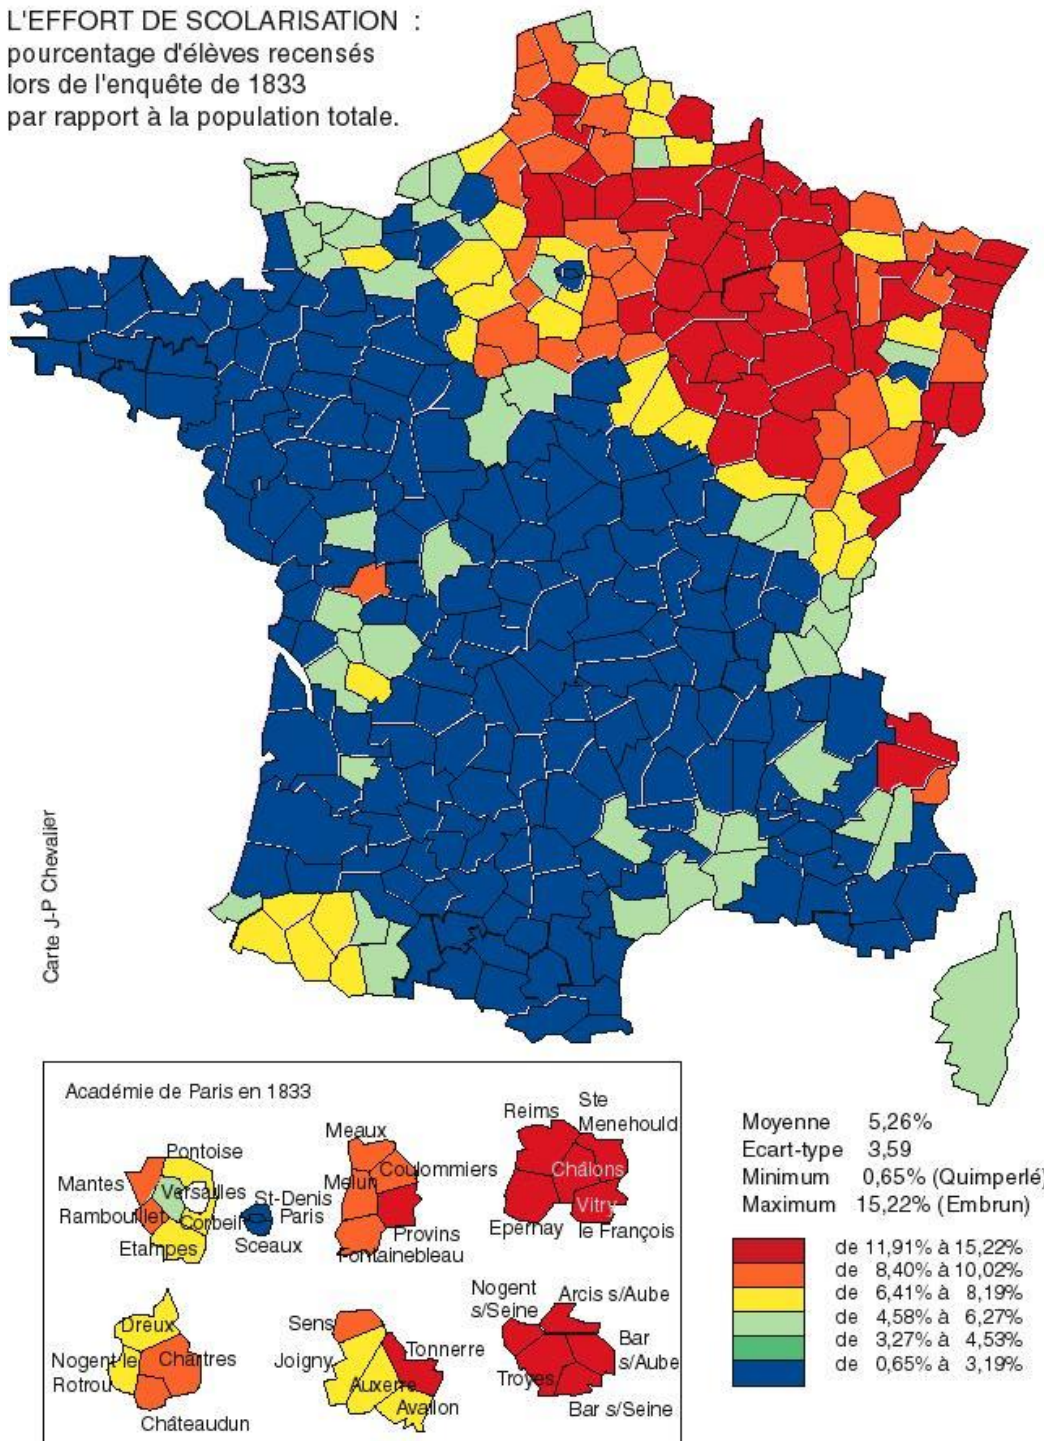 L'EFFORT DE SCOLARISATION :
pourcentage d'élèves recensés
lors de l'enquête de 1833
par rapport à la population totale.
Carte J-P Chevalier
Académie de Paris en 1833
Pontoise
Mantes
Versailles
Rambouillet
Corbeil
Etampes
St-Denis
Paris
Sceaux
Meaux
Coulommiers
Melun
Provins
Fontainebleau
Reims
Ste
Menehould
Châlons
Vitry
le François
Epernay
Dreux
Nogent le
Rotrou
Chartres
Châteaudun
Sens
Joigny
Tonnerre
Auxerre
Avallon
Nogent
s/Seine
Arcis s/Aube
Bar
s/Aube
Troyes
Bar s/Seine
Moyenne 5,26%
Ecart-type 3,59
Minimum 0,65% (Quimperlé)
Maximum 15,22% (Embrun)
de 11,91% à 15,22%
de 8,40% à 10,02%
de 6,41% à 8,19%
de 4,58% à 6,27%
de 3,27% à 4,53%
de 0,65% à 3,19%